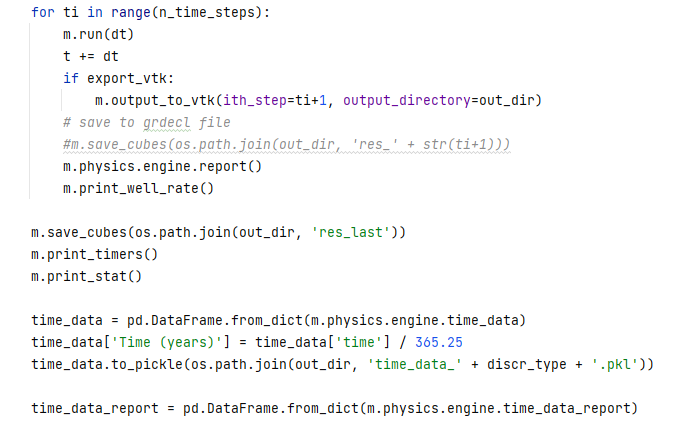 for ti in range(n_time_steps):
    m.run(dt)
    t += dt
    if export_vtk:
        m.output_to_vtk(ith_step=ti+1, output_directory=out_dir)
    # save to grdecl file
    #m.save_cubes(os.path.join(out_dir, 'res_' + str(ti+1)))
    m.physics.engine.report()
    m.print_well_rate()

m.save_cubes(os.path.join(out_dir, 'res_last'))
m.print_timers()
m.print_stat()

time_data = pd.DataFrame.from_dict(m.physics.engine.time_data)
time_data['Time (years)'] = time_data['time'] / 365.25
time_data.to_pickle(os.path.join(out_dir, 'time_data_' + discr_type + '.pkl'))

time_data_report = pd.DataFrame.from_dict(m.physics.engine.time_data_report)